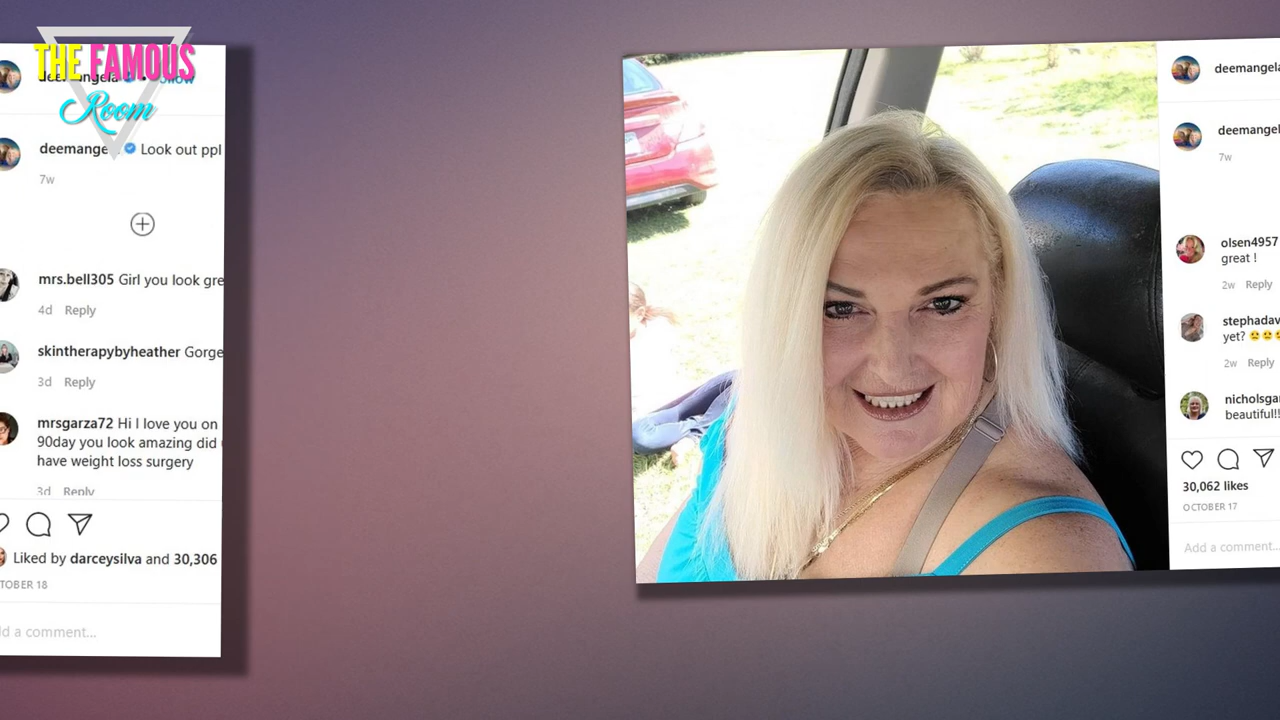 THE FAMOUS
Room
deemange
Look out ppl
7w
mrs.bell305 Girl you look gre
4d Reply
skintherapybyheather Gorge
3d Reply
mrsgarza72 Hi I love you on
90day you look amazing did
have weight loss surgery
3d Reply
Liked by darceysilva and 30,306
TOBER 18
d a comment...
deemangela
deemangel
7w
olsen4957
great !
2w Reply
stephadav
yet?
2w Reply
nicholsgar
beautiful!!
30,062 likes
OCTOBER 17
Add a comment...